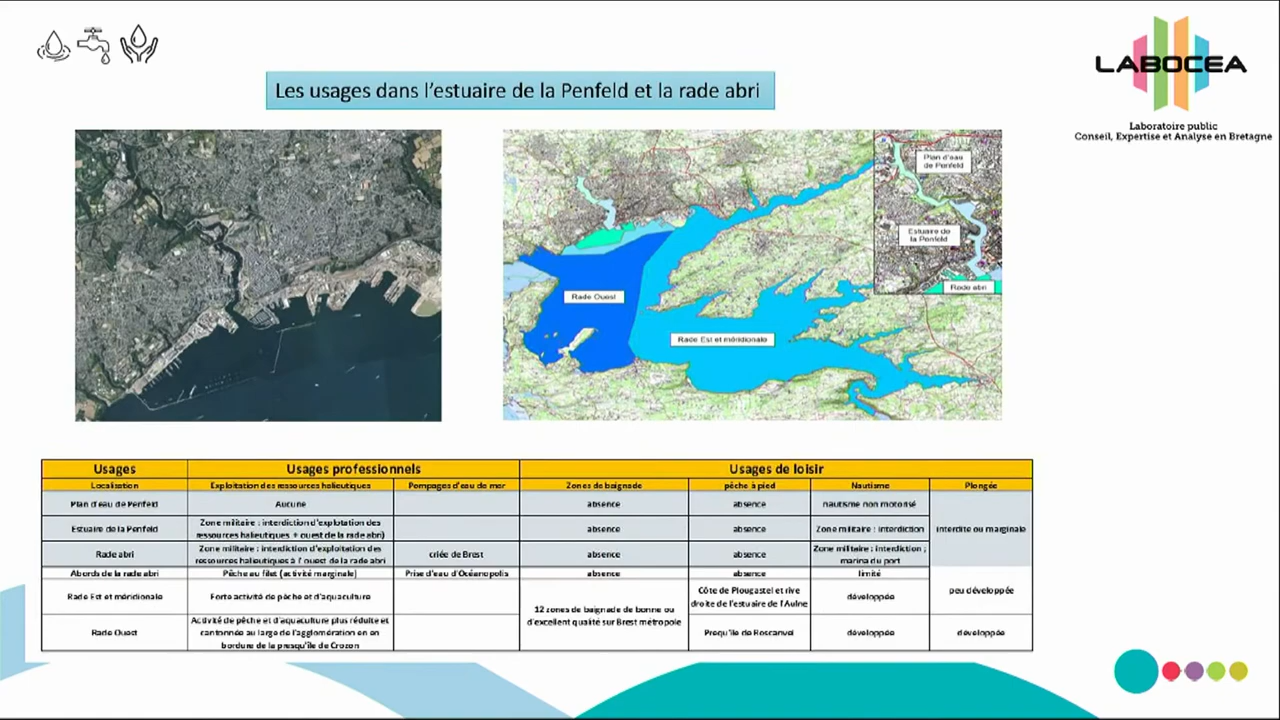 LABOCEA
Laboratoire public
Conseil, Expertise et Analyse en Bretagne
Les usages dans l'estuaire de la Penfeld et la rade abri
Plan d'eau
de Penfeld
Estuaire de
la Penfeld
Rade abri
Rade Ouest
Rade Est et méridionale
Usages Usages professionnels Usages de loisir
Localisation Exploitation des ressources halieutiques Pompages d'eau de mer Zones de baignade pêche à pied Nautisme Plongée
Plan d'eau de Penfeld Aucune absence absence nautisme non motorisé
Estuaire de la Penfeld Zone militaire : interdiction d'explotation des
ressources halieutiques + ouest de la rade abri) absence absence Zone militaire : interdiction interdite ou marginale
Rade abri Zone militaire : interdiction d'exploitation des
ressources halieutiques à l' ouest de la rade abri criée de Brest absence absence Zone militaire : interdiction ;
marina du port
Abords de la rade abri Pêche au filet (activité marginale) Prise d'eau d'Océanopolis absence absence limité
Rade Est et méridionale Forte activité de pêche et d'aquaculture Côte de Plougastel et rive
droite de l'estuaire de l'Aulne développée peu développée
12 zones de baignade de bonne ou
d'excellent qualité sur Brest métropole
Rade Ouest Activité de pêche et d'aquaculture plus réduite et
cantonnée au large de l'agglomération en en
bordure de la presqu'île de Crozon Presqu'île de Roscanvel développée développée